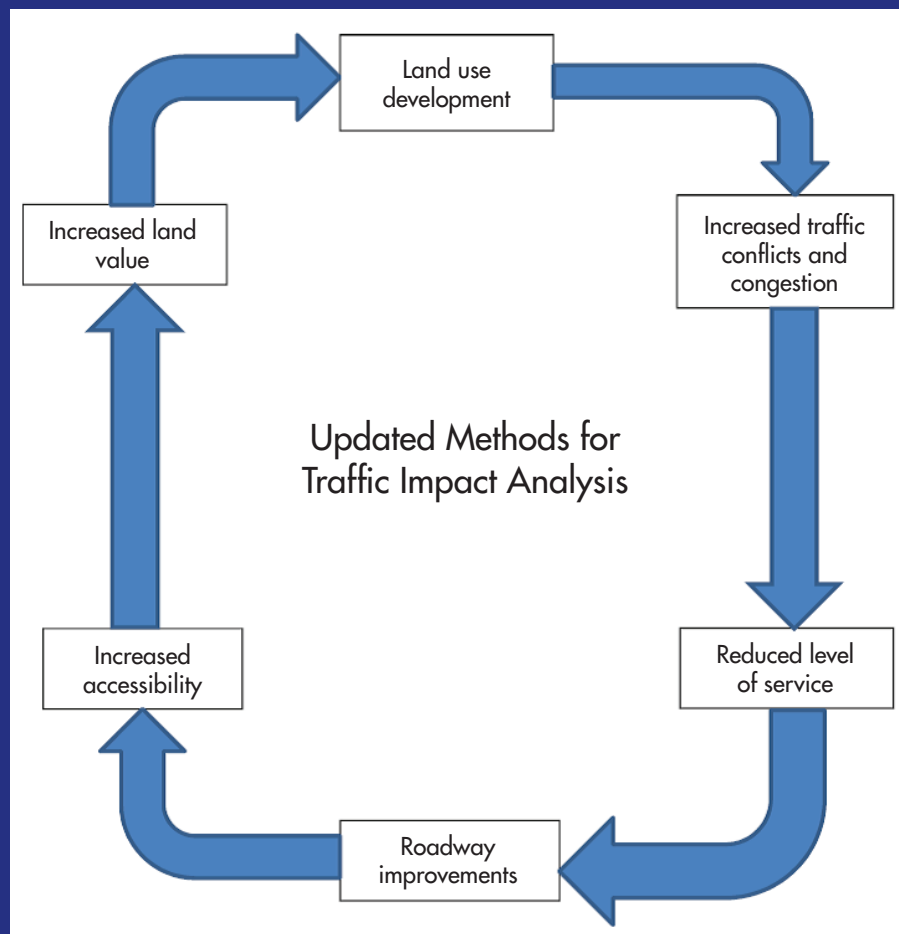 Land use
development
Increased traffic
conflicts and
congestion
Reduced level
of service
Roadway
improvements
Increased
accessibility
Increased land
value
Updated Methods for
Traffic Impact Analysis